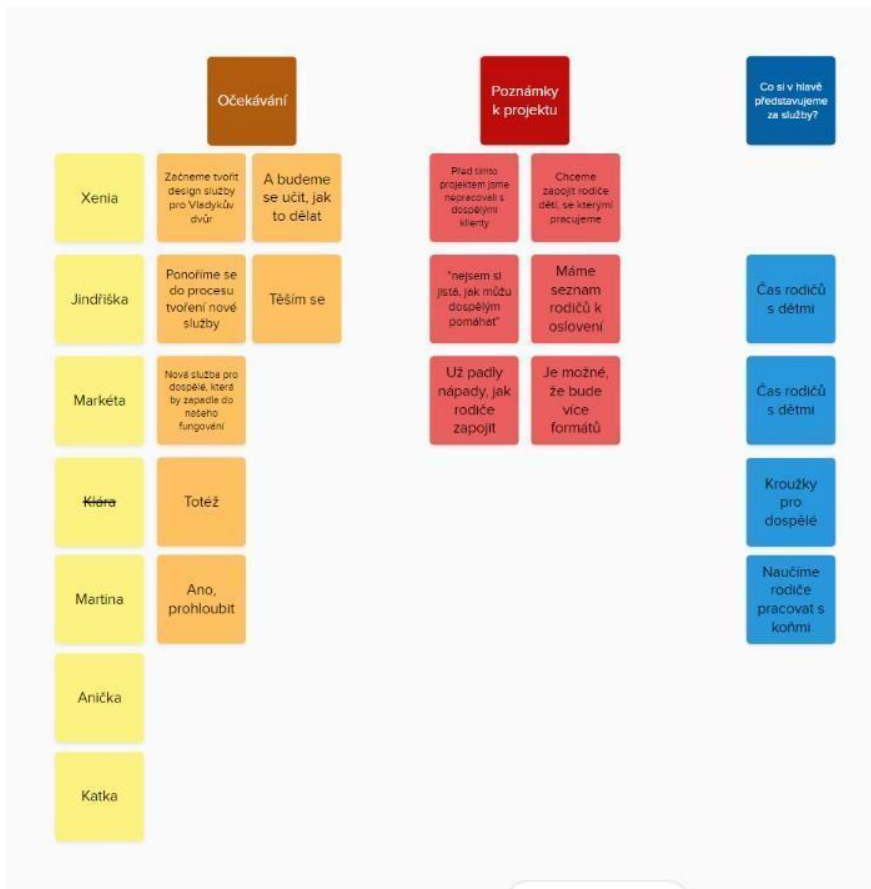 Očekávání
Poznámky
k projektu
Co si v hlavě
představujeme
za služby?
Xenia
Začneme tvořit
design služby
pro Vladykův
dvůr
A budeme
se učit, jak
to dělat
Před tímto
projektem jsme
nepracovali s
dospělými
klienty
Chceme
zapojit rodiče
dětí, se kterými
pracujeme
Jindřiška
Ponoříme se
do procesu
tvoření nové
služby
Těším se
"nejsem si
jistá, jak můžu
dospělým
pomáhat"
Máme
seznam
rodičů k
oslovení
Čas rodičů
s dětmi
Markéta
Nová služba pro
dospělé, která
by zapadla do
našeho
fungování
Už padly
nápady, jak
rodiče
zapojit
Je možné,
že bude
více
formátů
Čas rodičů
s dětmi
Klára
Totéž
Kroužky
pro
dospělé
Martina
Ano,
prohloubit
Naučíme
rodiče
pracovat s
koňmi
Anička
Katka